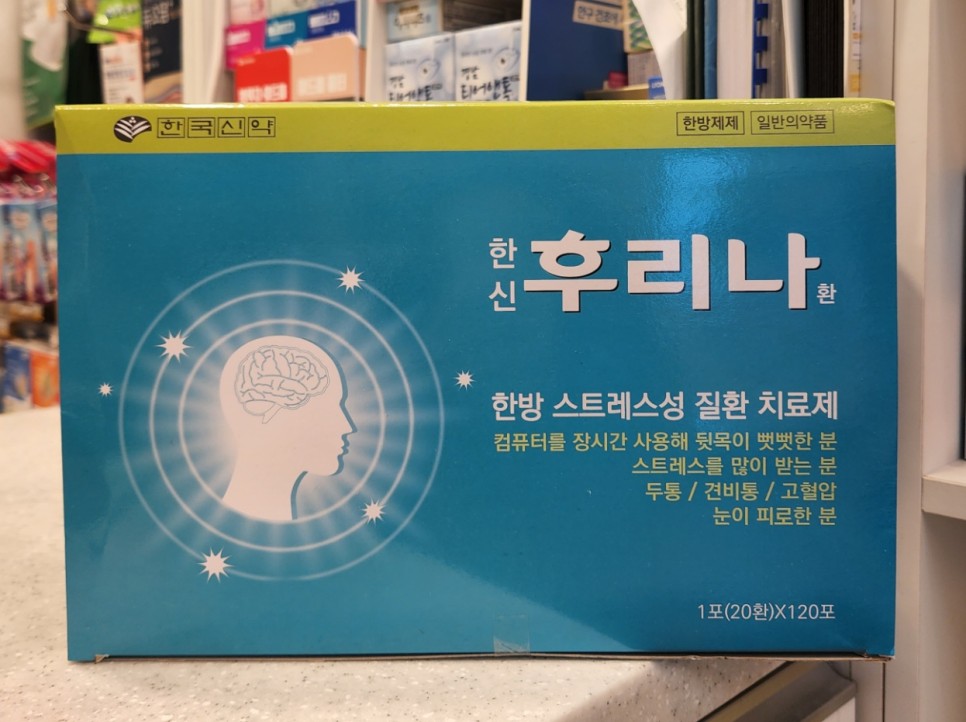 한국신약
한방제제 일반의약품
한신 후리나 환
한방 스트레스성 질환 치료제
컴퓨터를 장시간 사용해 뒷목이 뻣뻣한 분
스트레스를 많이 받는 분
두통 / 견비통 / 고혈압
눈이 피로한 분
1포(20환)X120포